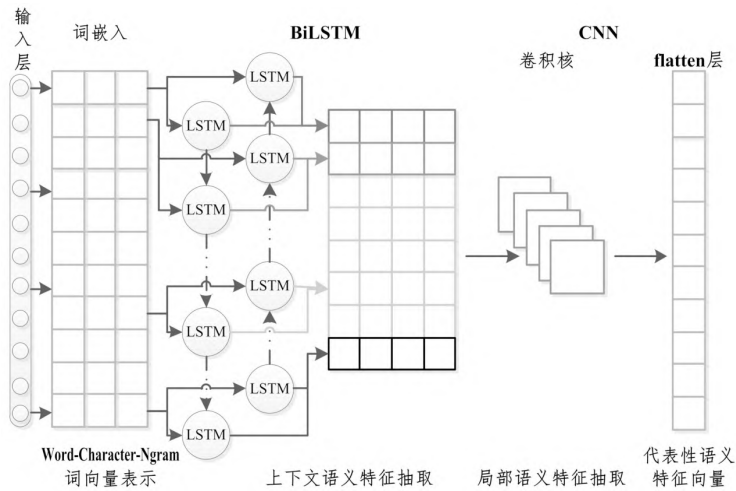 输
入
层
词嵌入
BiLSTM
CNN
卷积核
flatten层
LSTM
LSTM
LSTM
LSTM
LSTM
LSTM
LSTM
LSTM
Word-Character-Ngram
词向量表示
上下文语义特征抽取
局部语义特征抽取
代表性语义
特征向量